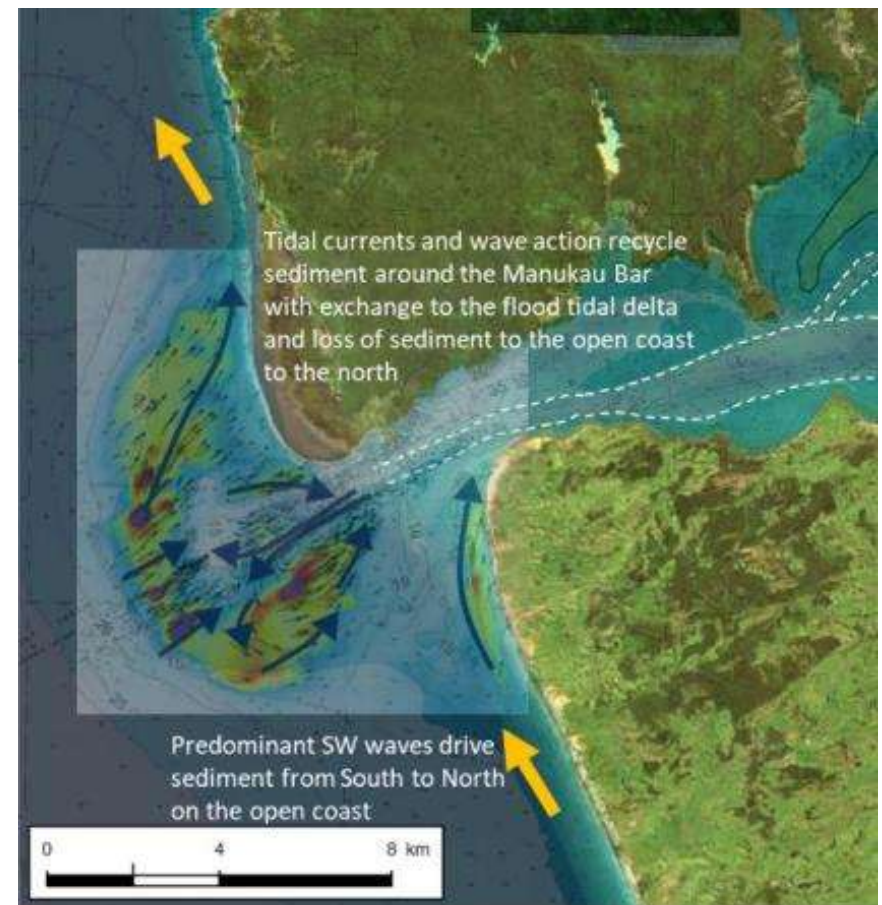 Tidal currents and wave action recycle
sediment around the Manukau Bar
with exchange to the flood tidal delta
and loss of sediment to the open coast
to the north
Predominant SW waves drive
sediment from South to North
on the open coast
0 4 8 km